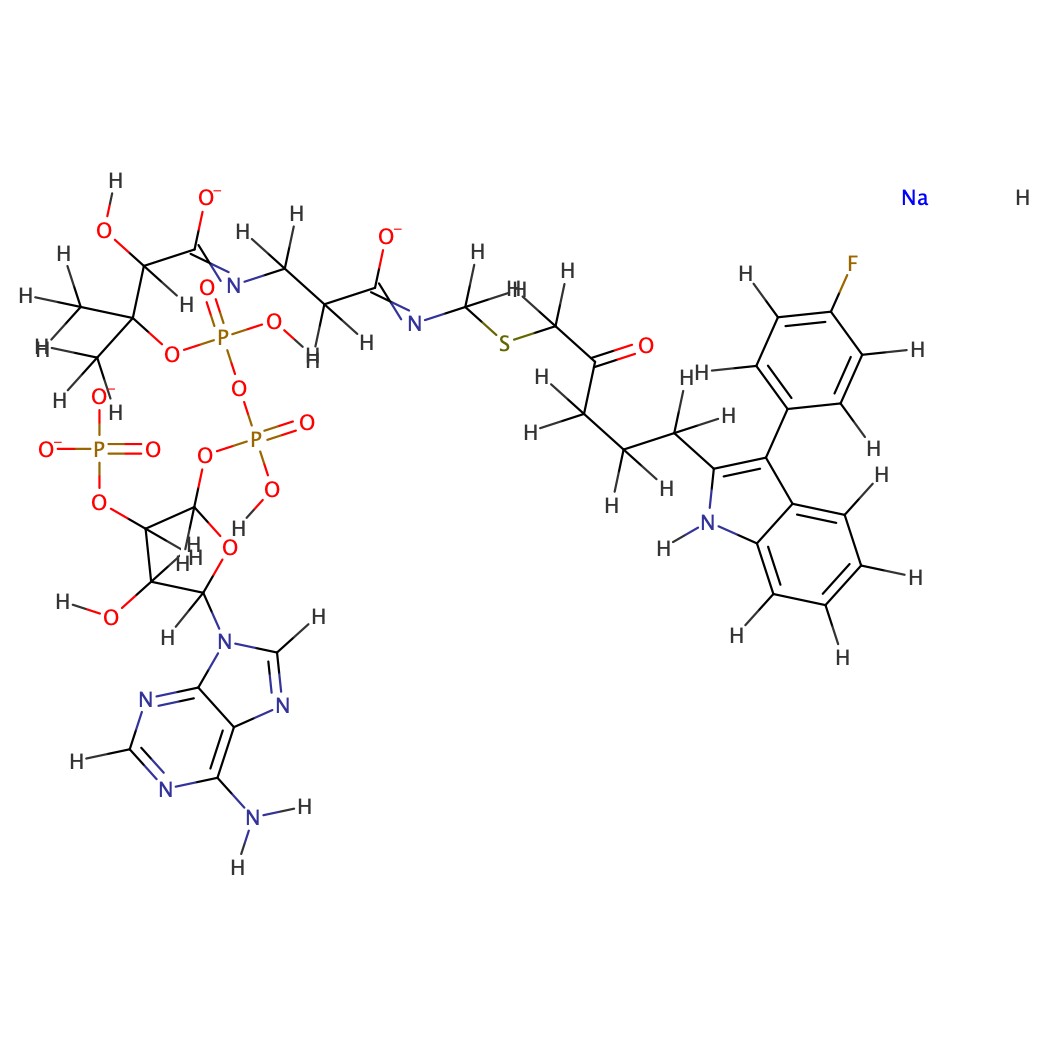 H
O⁻ Na H
H O H
H O⁻ H
H F
H O N H H
H O P O H H N H S O H
H H O H H H
H O⁻ H O H H H
O⁻ P O P O H H
O O O H H H
H H H O H N H
H O H H H
N H H
N N
H N
N H
H